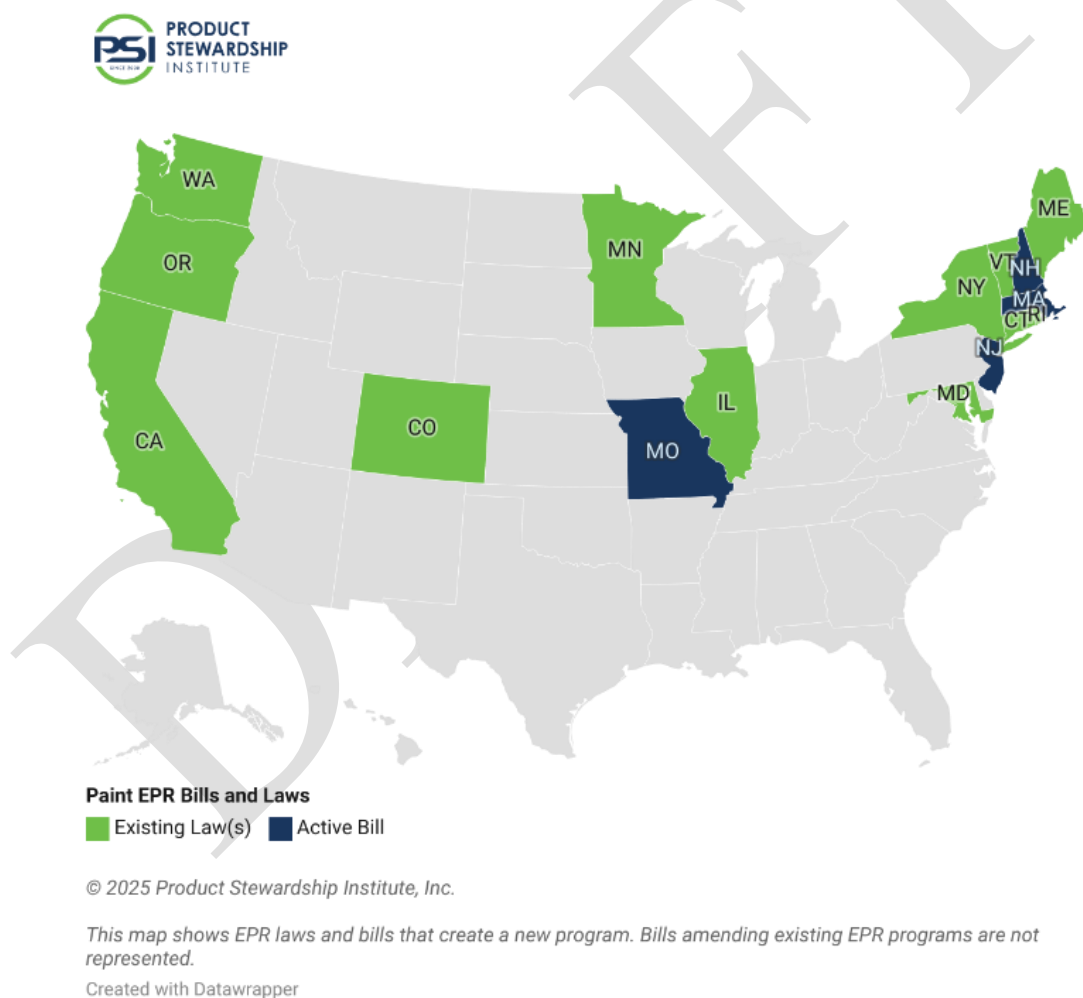 PSI
PRODUCT
STEWARDSHIP
INSTITUTE
WA
OR
CA
CO
MN
IL
MO
ME
VT
NH
NY
MA
CT
RI
NJ
MD
Paint EPR Bills and Laws
Existing Law(s)
Active Bill
© 2025 Product Stewardship Institute, Inc.
This map shows EPR laws and bills that create a new program. Bills amending existing EPR programs are not
represented.
Created with Datawrapper